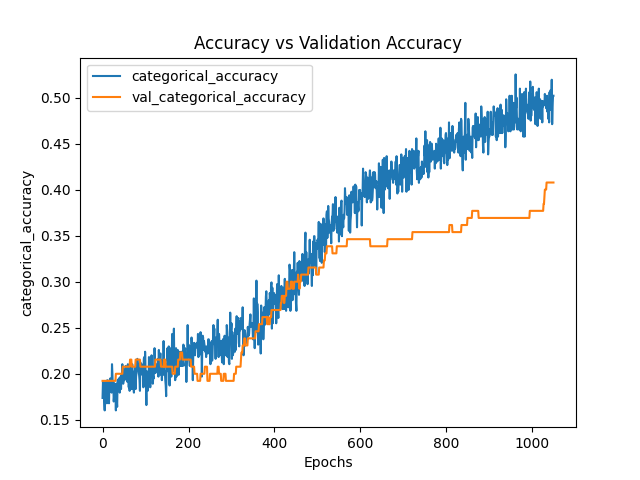 Accuracy vs Validation Accuracy
categorical_accuracy
val_categorical_accuracy
categorical_accuracy
0.50
0.45
0.40
0.35
0.30
0.25
0.20
0.15
0 200 400 600 800 1000
Epochs